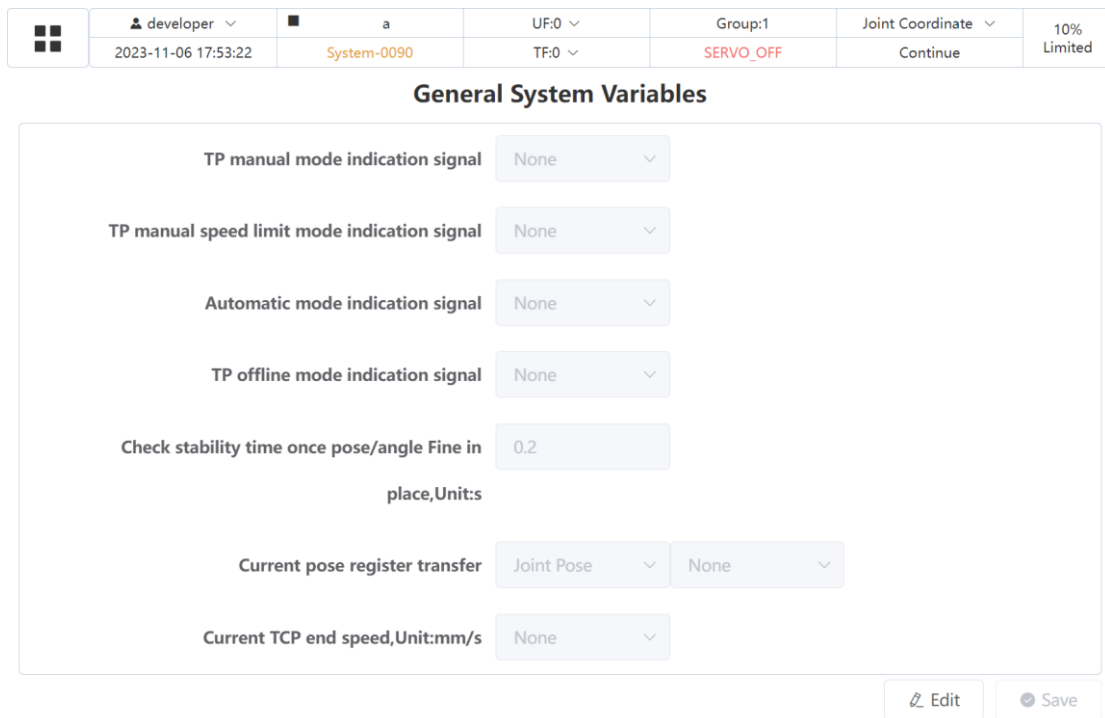 developer a UF:0 Group:1 Joint Coordinate 10%
2023-11-06 17:53:22 System-0090 TF:0 SERVO_OFF Continue Limited
General System Variables
TP manual mode indication signal None
TP manual speed limit mode indication signal None
Automatic mode indication signal None
TP offline mode indication signal None
Check stability time once pose/angle Fine in 0.2
place,Unit:s
Current pose register transfer Joint Pose None
Current TCP end speed,Unit:mm/s None
Edit Save